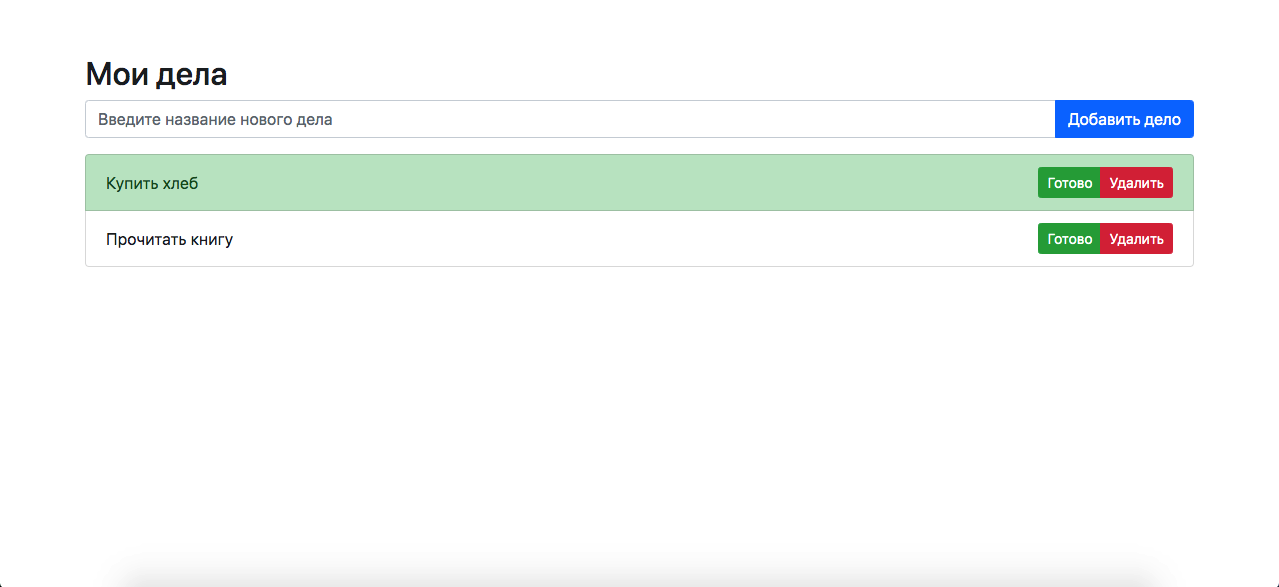 Мои дела
Введите название нового дела Добавить дело
Купить хлеб Готово Удалить
Прочитать книгу Готово Удалить